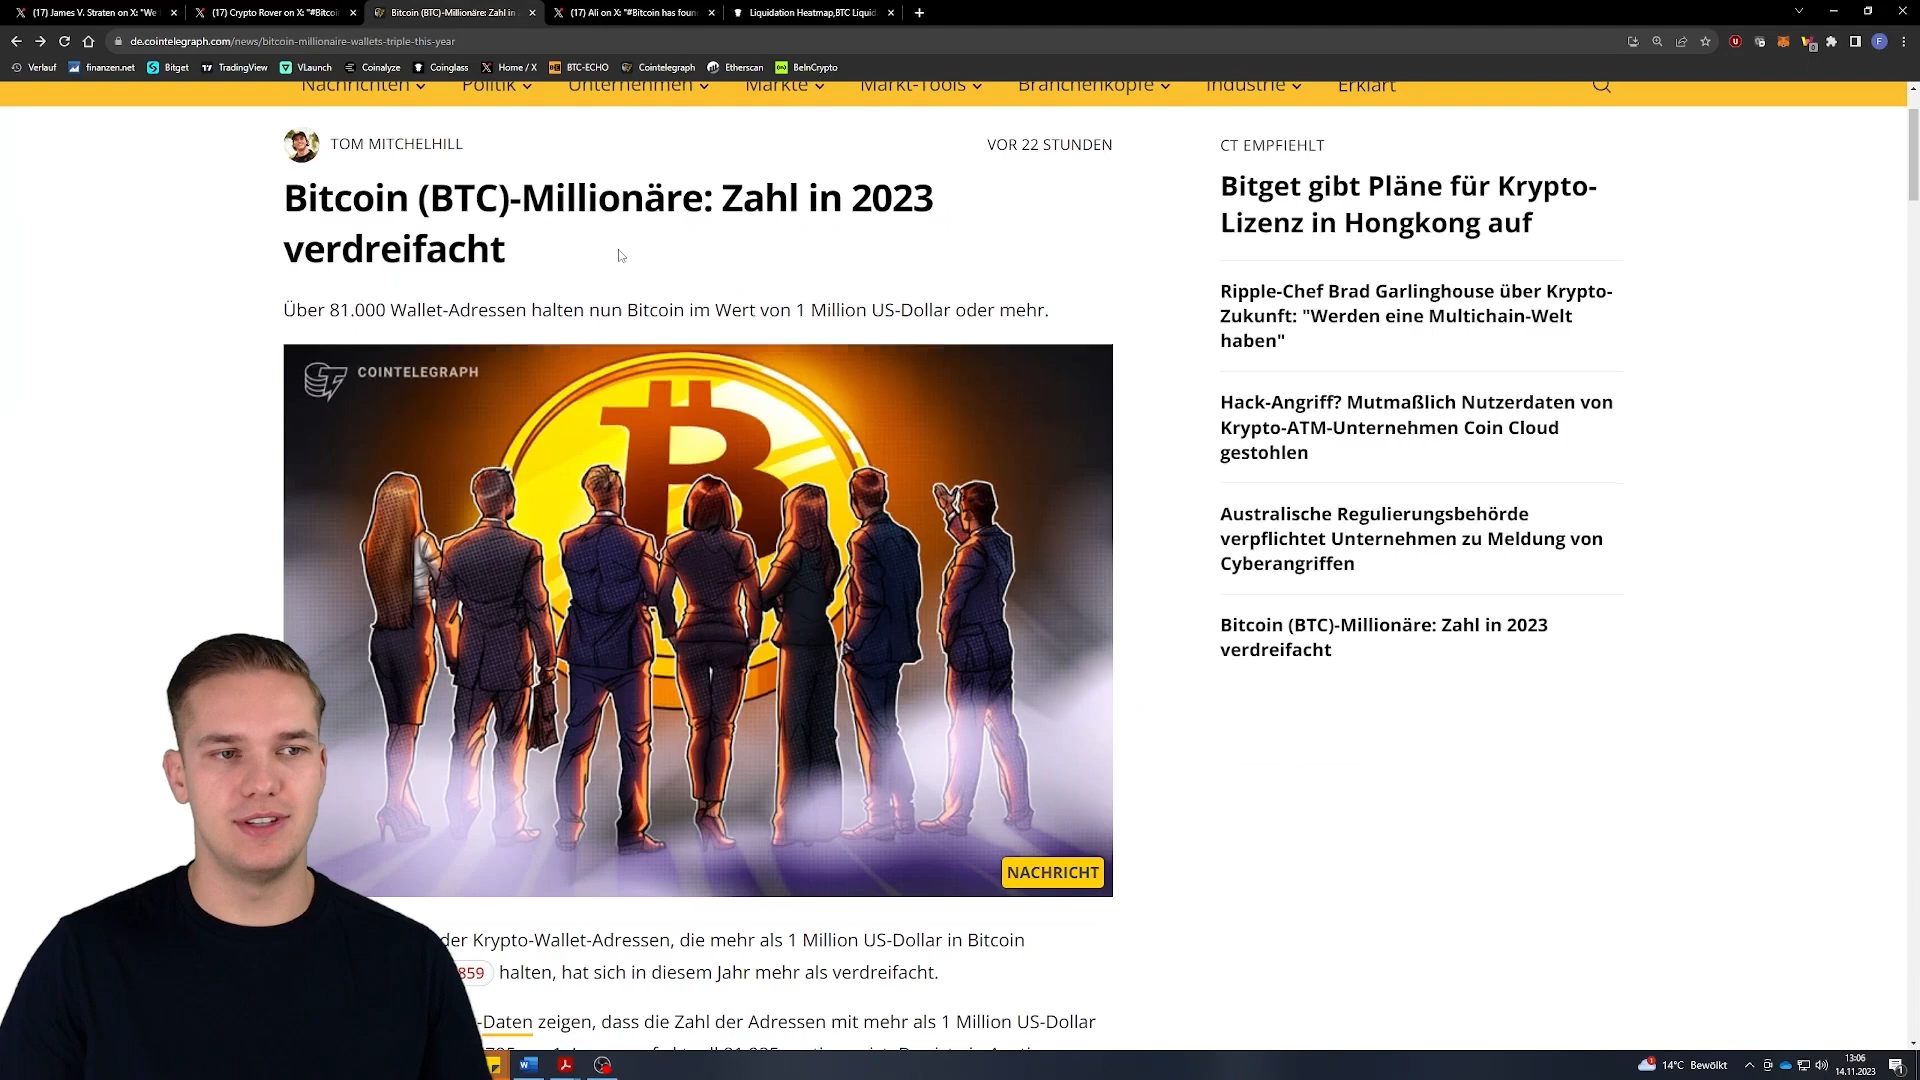 (17) James V. Straten on X: "We
(17) Crypto Rover on X: "#Bitcoi
Bitcoin (BTC)-Millionäre: Zahl in
(17) Ali on X: "#Bitcoin has foun
Liquidation Heatmap,BTC Liquid
de.cointelegraph.com/news/bitcoin-millionaire-wallets-triple-this-year
Verlauf
finanzen.net
Bitget
TradingView
VLaunch
Coinalyze
Coinglass
Home / X
BTC-ECHO
Cointelegraph
Etherscan
BeInCrypto
Nachrichten
Politik
Unternehmen
Märkte
Markt-Tools
Branchenköpfe
Industrie
Erklärt
TOM MITCHELHILL
VOR 22 STUNDEN
Bitcoin (BTC)-Millionäre: Zahl in 2023
verdreifacht
Über 81.000 Wallet-Adressen halten nun Bitcoin im Wert von 1 Million US-Dollar oder mehr.
COINTELEGRAPH
NACHRICHT
der Krypto-Wallet-Adressen, die mehr als 1 Million US-Dollar in Bitcoin
859 halten, hat sich in diesem Jahr mehr als verdreifacht.
-Daten zeigen, dass die Zahl der Adressen mit mehr als 1 Million US-Dollar
CT EMPFIEHLT
Bitget gibt Pläne für Krypto-
Lizenz in Hongkong auf
Ripple-Chef Brad Garlinghouse über Krypto-
Zukunft: "Werden eine Multichain-Welt
haben"
Hack-Angriff? Mutmaßlich Nutzerdaten von
Krypto-ATM-Unternehmen Coin Cloud
gestohlen
Australische Regulierungsbehörde
verpflichtet Unternehmen zu Meldung von
Cyberangriffen
Bitcoin (BTC)-Millionäre: Zahl in 2023
verdreifacht
14°C Bewölkt
13:06
14.11.2023